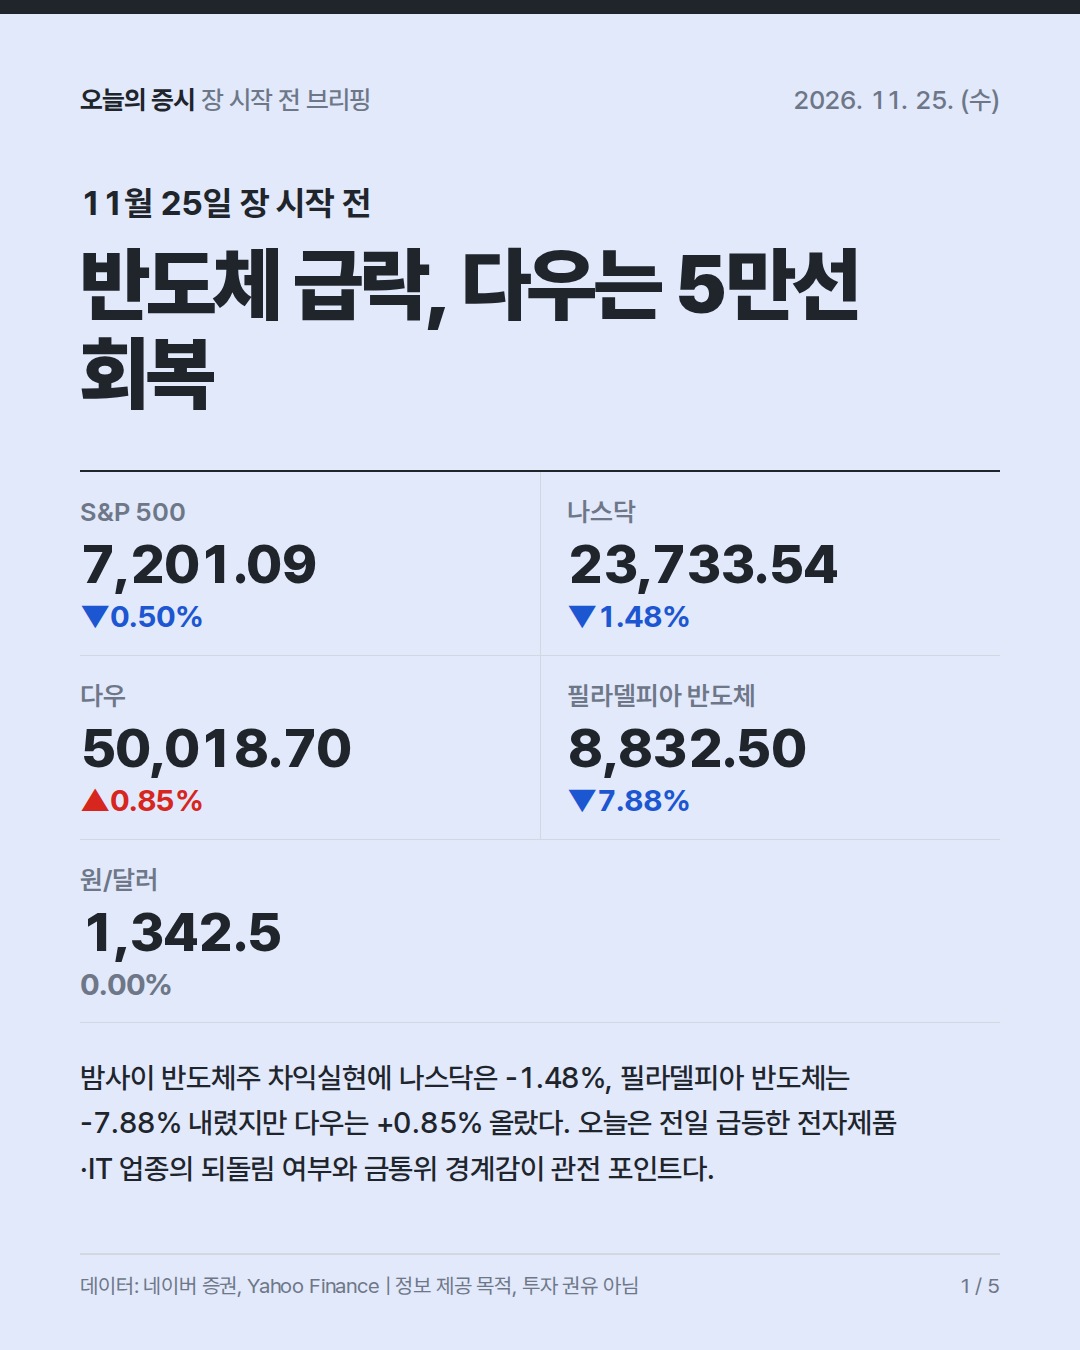 오늘의 증시 장 시작 전 브리핑
2026. 11. 25. (수)
11월 25일 장 시작 전
반도체 급락, 다우는 5만선
회복
S&P 500
7,201.09
▼0.50%
나스닥
23,733.54
▼1.48%
다우
50,018.70
▲0.85%
필라델피아 반도체
8,832.50
▼7.88%
원/달러
1,342.5
0.00%
밤사이 반도체주 차익실현에 나스닥은 -1.48%, 필라델피아 반도체는
-7.88% 내렸지만 다우는 +0.85% 올랐다. 오늘은 전일 급등한 전자제품
·IT 업종의 되돌림 여부와 금통위 경계감이 관전 포인트다.
데이터: 네이버 증권, Yahoo Finance | 정보 제공 목적, 투자 권유 아님
1 / 5